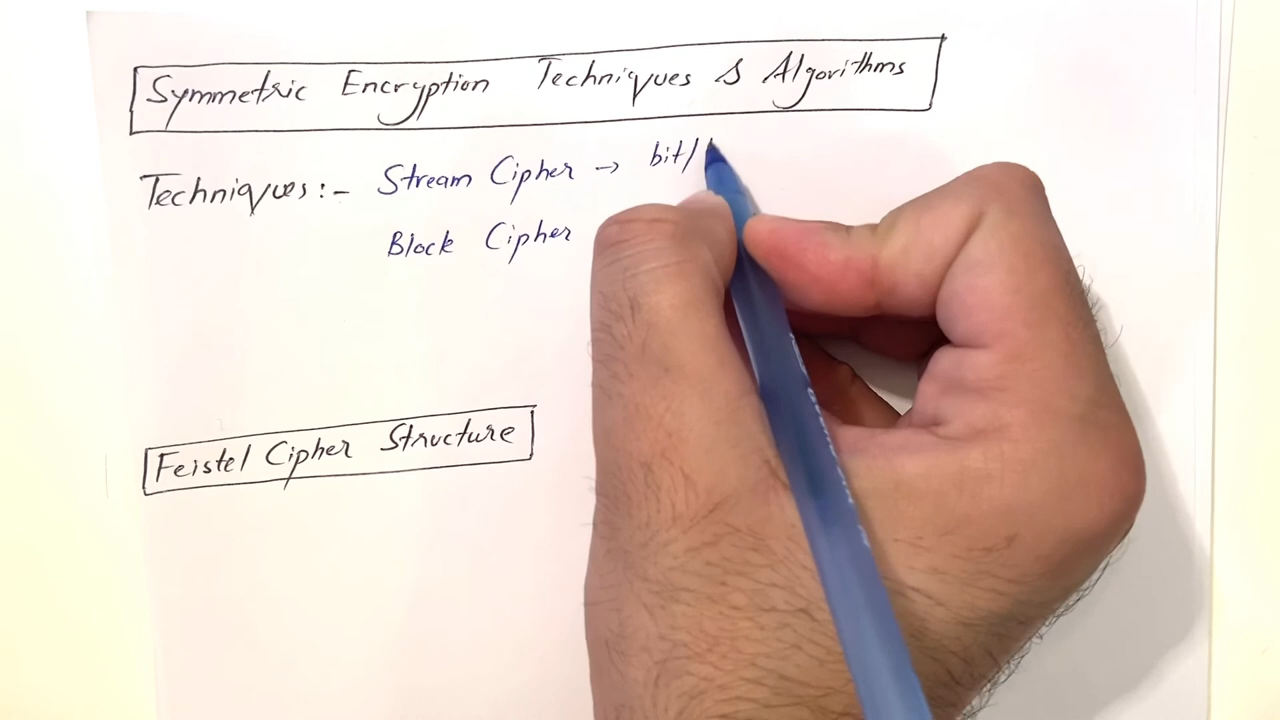 Symmetric Encryption Techniques & Algorithms
Techniques:- Stream Cipher → bit/
Block Cipher
Feistel Cipher Structure